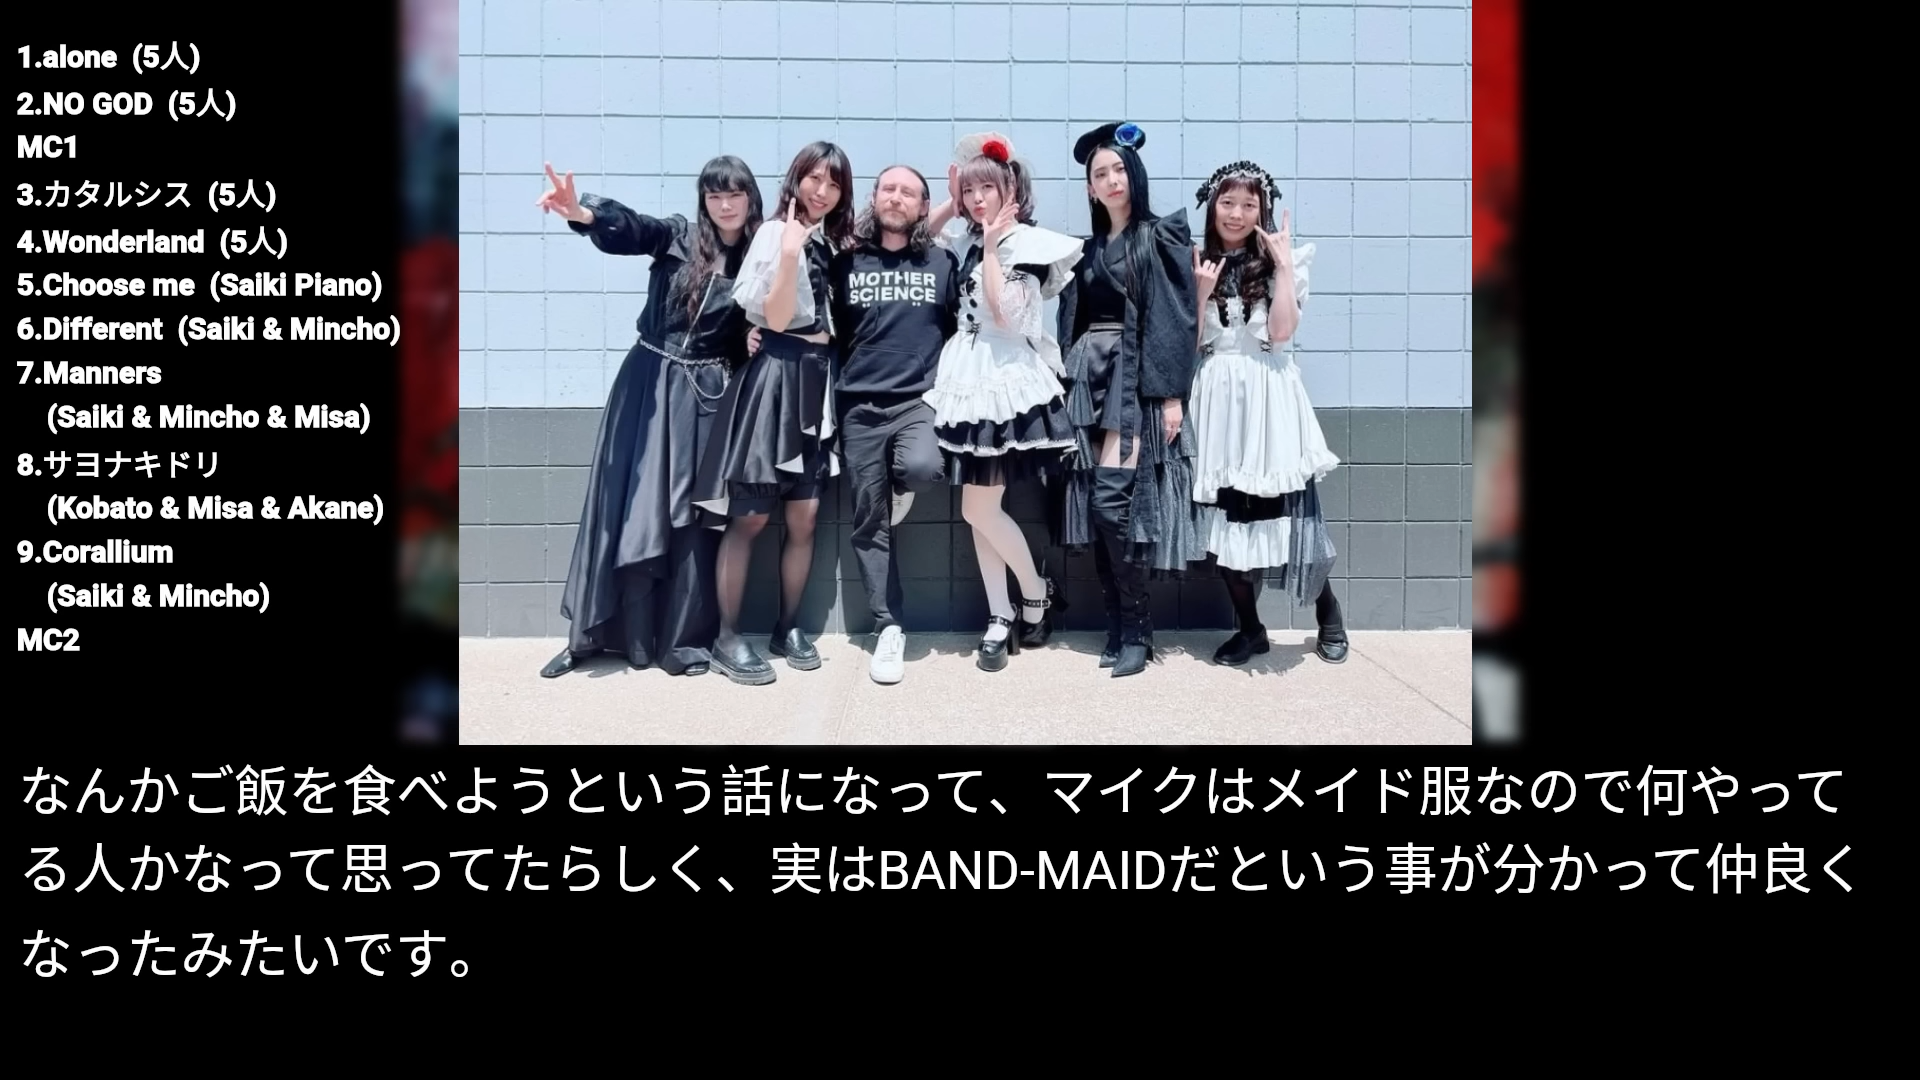 1.alone (5人)
2.NO GOD (5人)
MC1
3.カタルシス (5人)
4.Wonderland (5人)
5.Choose me (Saiki Piano)
6.Different (Saiki & Mincho)
7.Manners
(Saiki & Mincho & Misa)
8.サヨナキドリ
(Kobato & Misa & Akane)
9.Corallium
(Saiki & Mincho)
MC2
MOTHER
SCIENCE
なんかご飯を食べようという話になって、マイクはメイド服なので何やって
る人かなって思ってたらしく、実はBAND-MAIDだという事が分かって仲良く
なったみたいです。